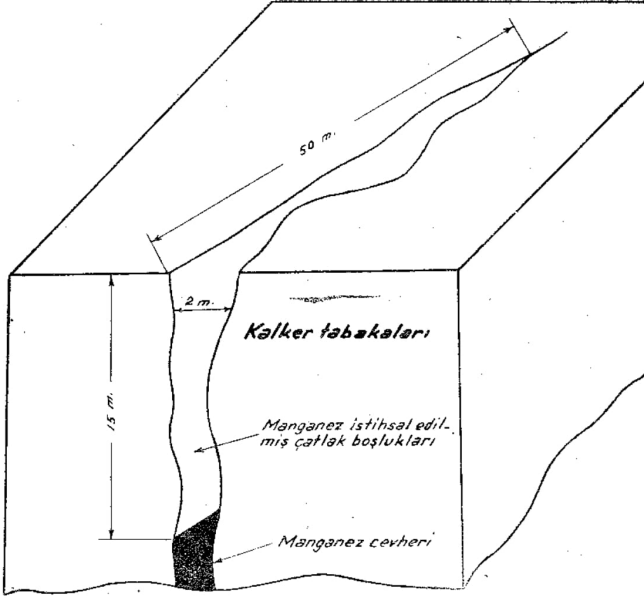 50 m.
2 m.
Kalker tabakaları
15 m.
Manganez istihsal edil-
miş çatlak boşlukları
Manganez cevheri